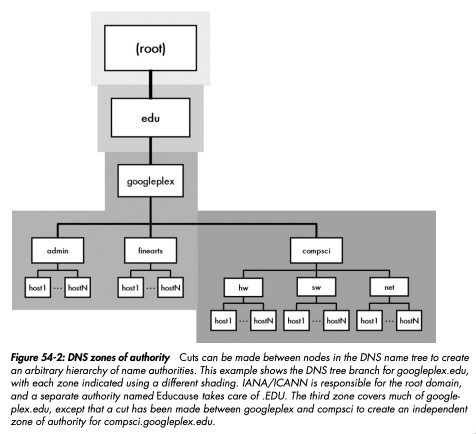 (root)
edu
googleplex
admin finearts compsci
hw sw net
host1 ... hostN host1 ... hostN
host1 ... hostN host1 ... hostN host1 ... hostN
Figure 54-2: DNS zones of authority Cuts can be made between nodes in the DNS name tree to create
an arbitrary hierarchy of name authorities. This example shows the DNS tree branch for googleplex.edu,
with each zone indicated using a different shading. IANA/ICANN is responsible for the root domain,
and a separate authority named Educause takes care of .EDU. The third zone covers much of google-
plex.edu, except that a cut has been made between googleplex and compsci to create an independent
zone of authority for compsci.googleplex.edu.